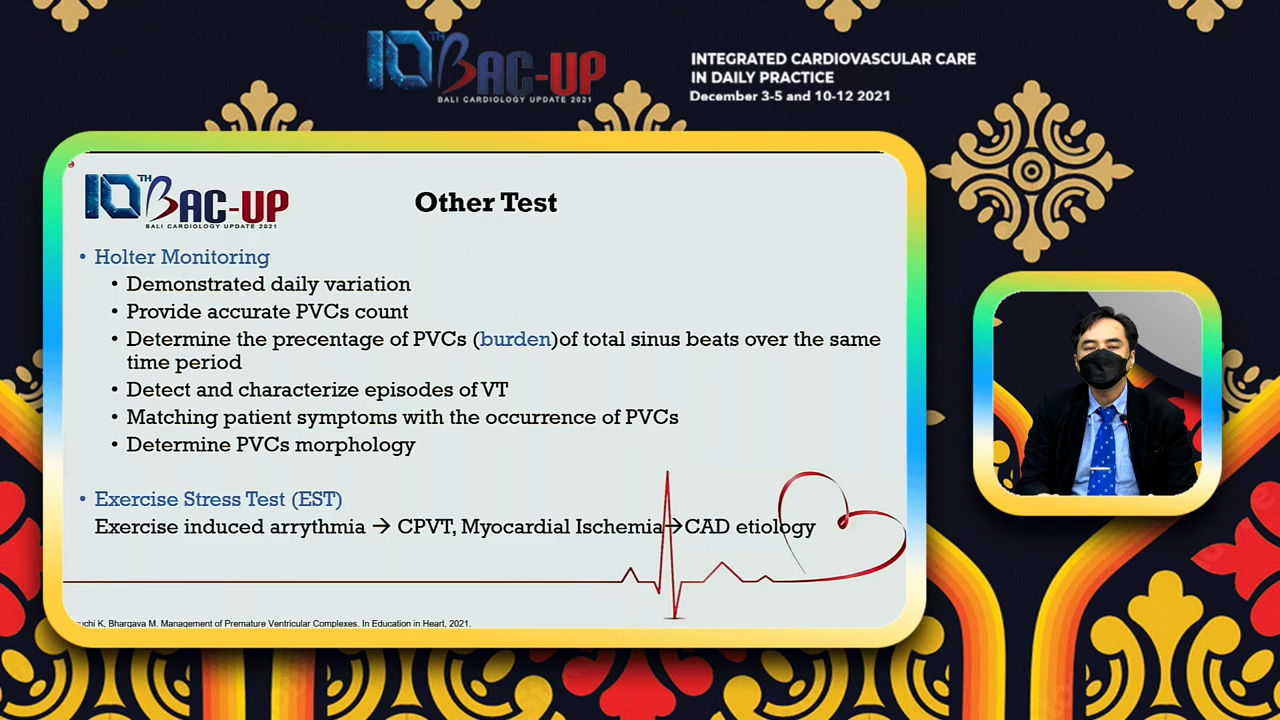 10TH BAC-UP
BALI CARDIOLOGY UPDATE 2021
INTEGRATED CARDIOVASCULAR CARE
IN DAILY PRACTICE
December 3-5 and 10-12 2021
10TH BAC-UP
BALI CARDIOLOGY UPDATE 2021
Other Test
• Holter Monitoring
• Demonstrated daily variation
• Provide accurate PVCs count
• Determine the precentage of PVCs (burden)of total sinus beats over the same
time period
• Detect and characterize episodes of VT
• Matching patient symptoms with the occurrence of PVCs
• Determine PVCs morphology
• Exercise Stress Test (EST)
Exercise induced arrythmia → CPVT, Myocardial Ischemia→CAD etiology
K, Bhargava M. Management of Premature Ventricular Complexes. In Education in Heart, 2021.